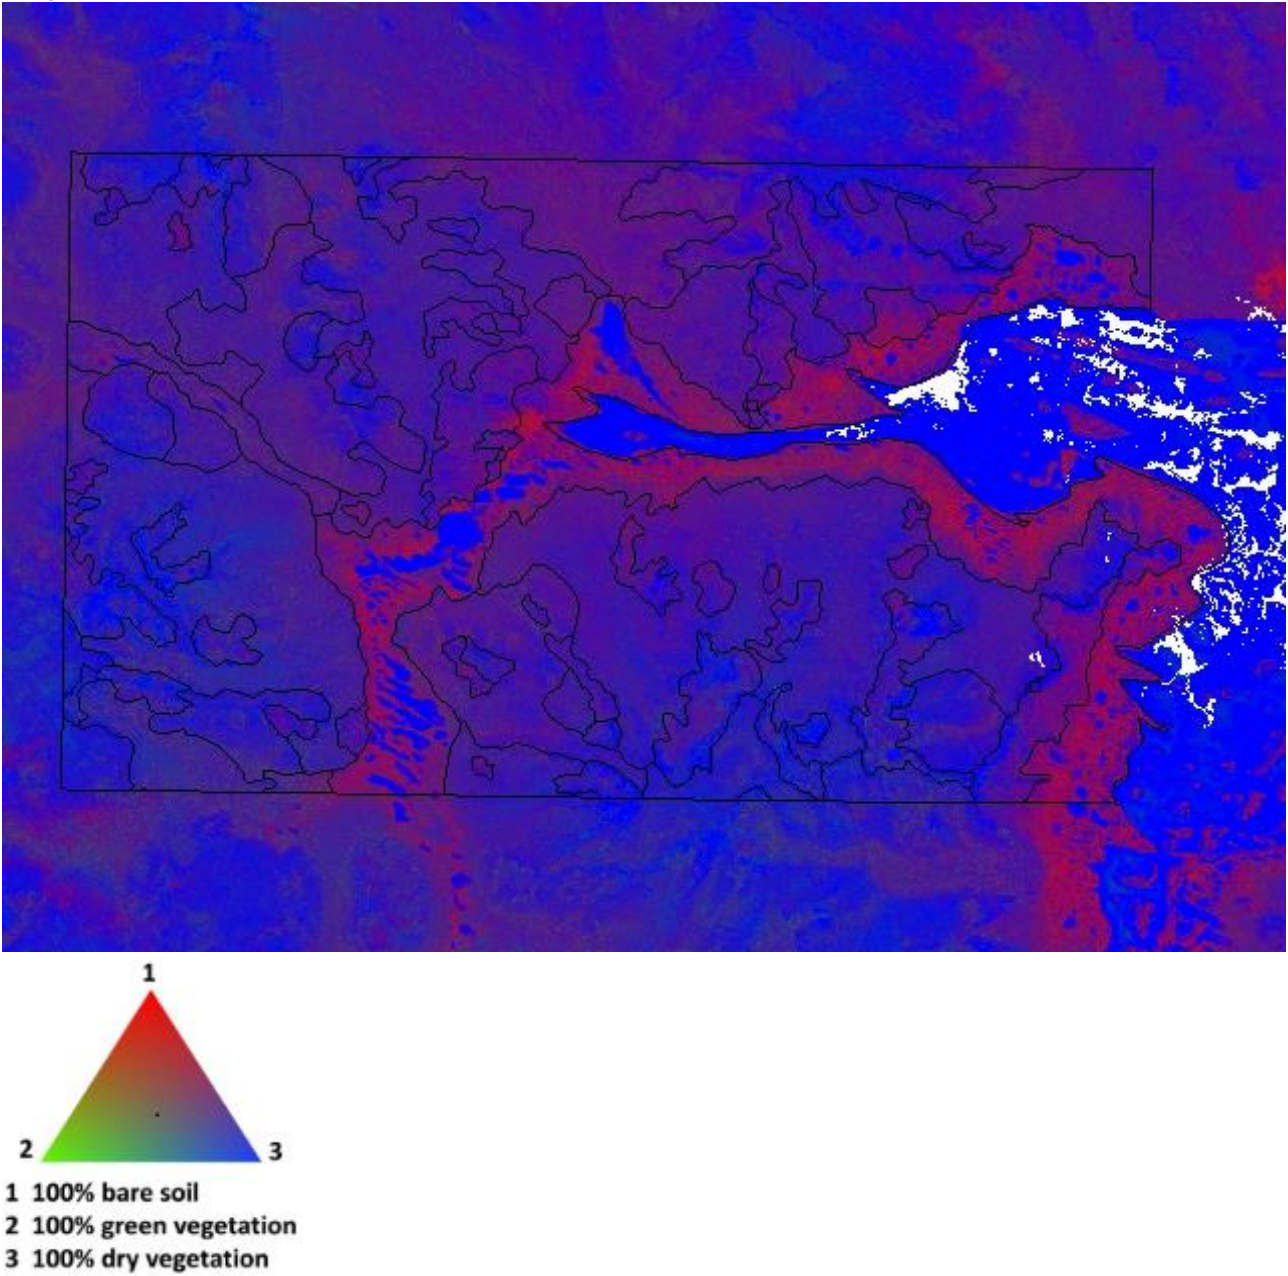 1
2
3
1 100% bare soil
2 100% green vegetation
3 100% dry vegetation